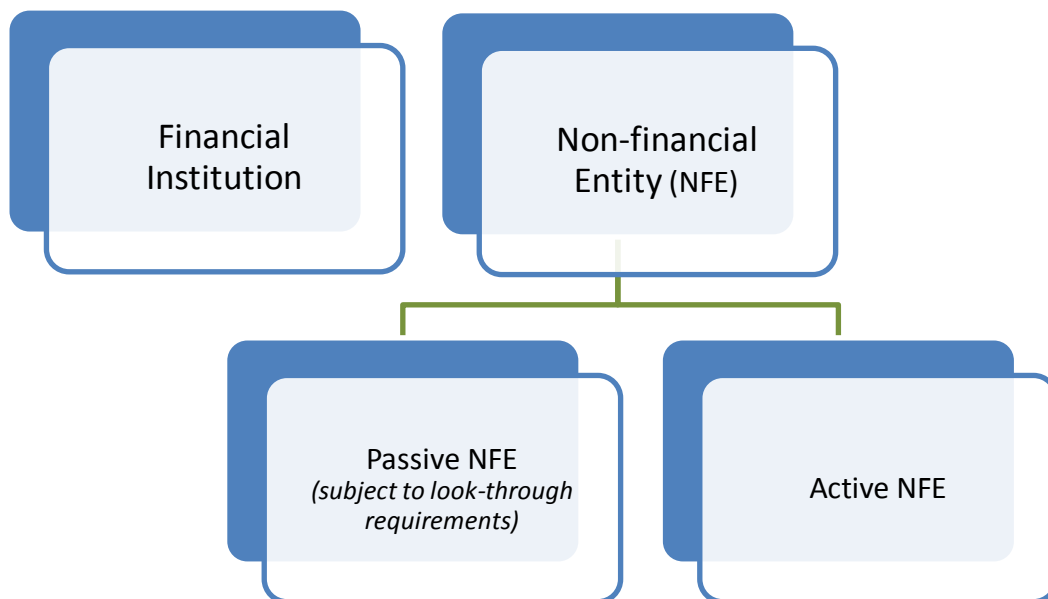 Financial
Institution
Non-financial
Entity (NFE)
Passive NFE
(subject to look-through
requirements)
Active NFE